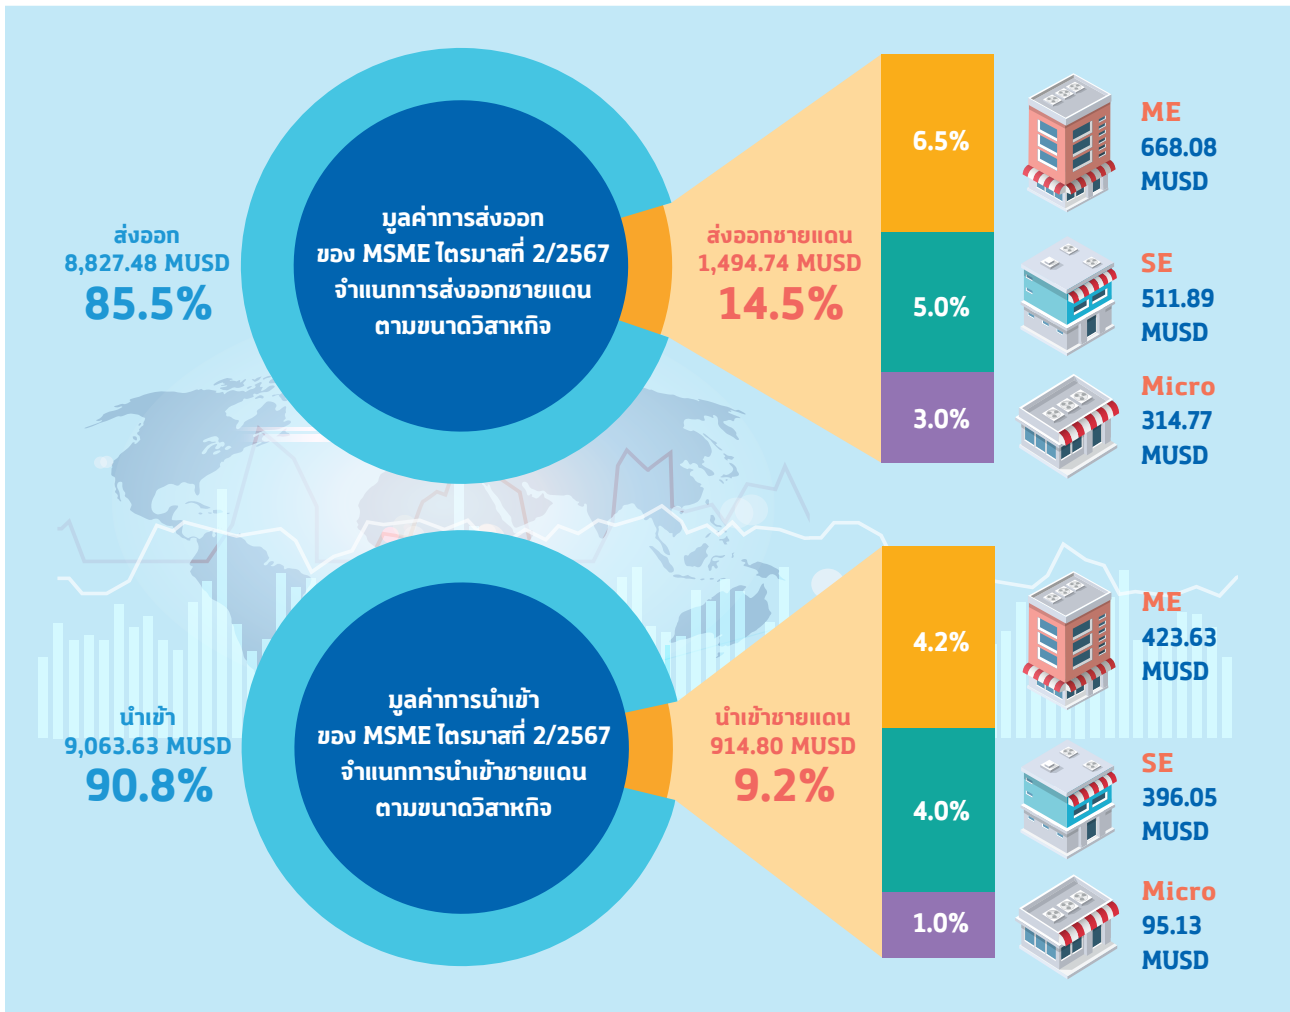 มูลค่าการส่งออก
ของ MSME ไตรมาสที่ 2/2567
จำแนกการส่งออกชายแดน
ตามขนาดวิสาหกิจ
ส่งออก
8,827.48 MUSD
85.5%
ส่งออกชายแดน
1,494.74 MUSD
14.5%
6.5%
5.0%
3.0%
ME
668.08
MUSD
SE
511.89
MUSD
Micro
314.77
MUSD
มูลค่าการนำเข้า
ของ MSME ไตรมาสที่ 2/2567
จำแนกการนำเข้าชายแดน
ตามขนาดวิสาหกิจ
นำเข้า
9,063.63 MUSD
90.8%
นำเข้าชายแดน
914.80 MUSD
9.2%
4.2%
4.0%
1.0%
ME
423.63
MUSD
SE
396.05
MUSD
Micro
95.13
MUSD